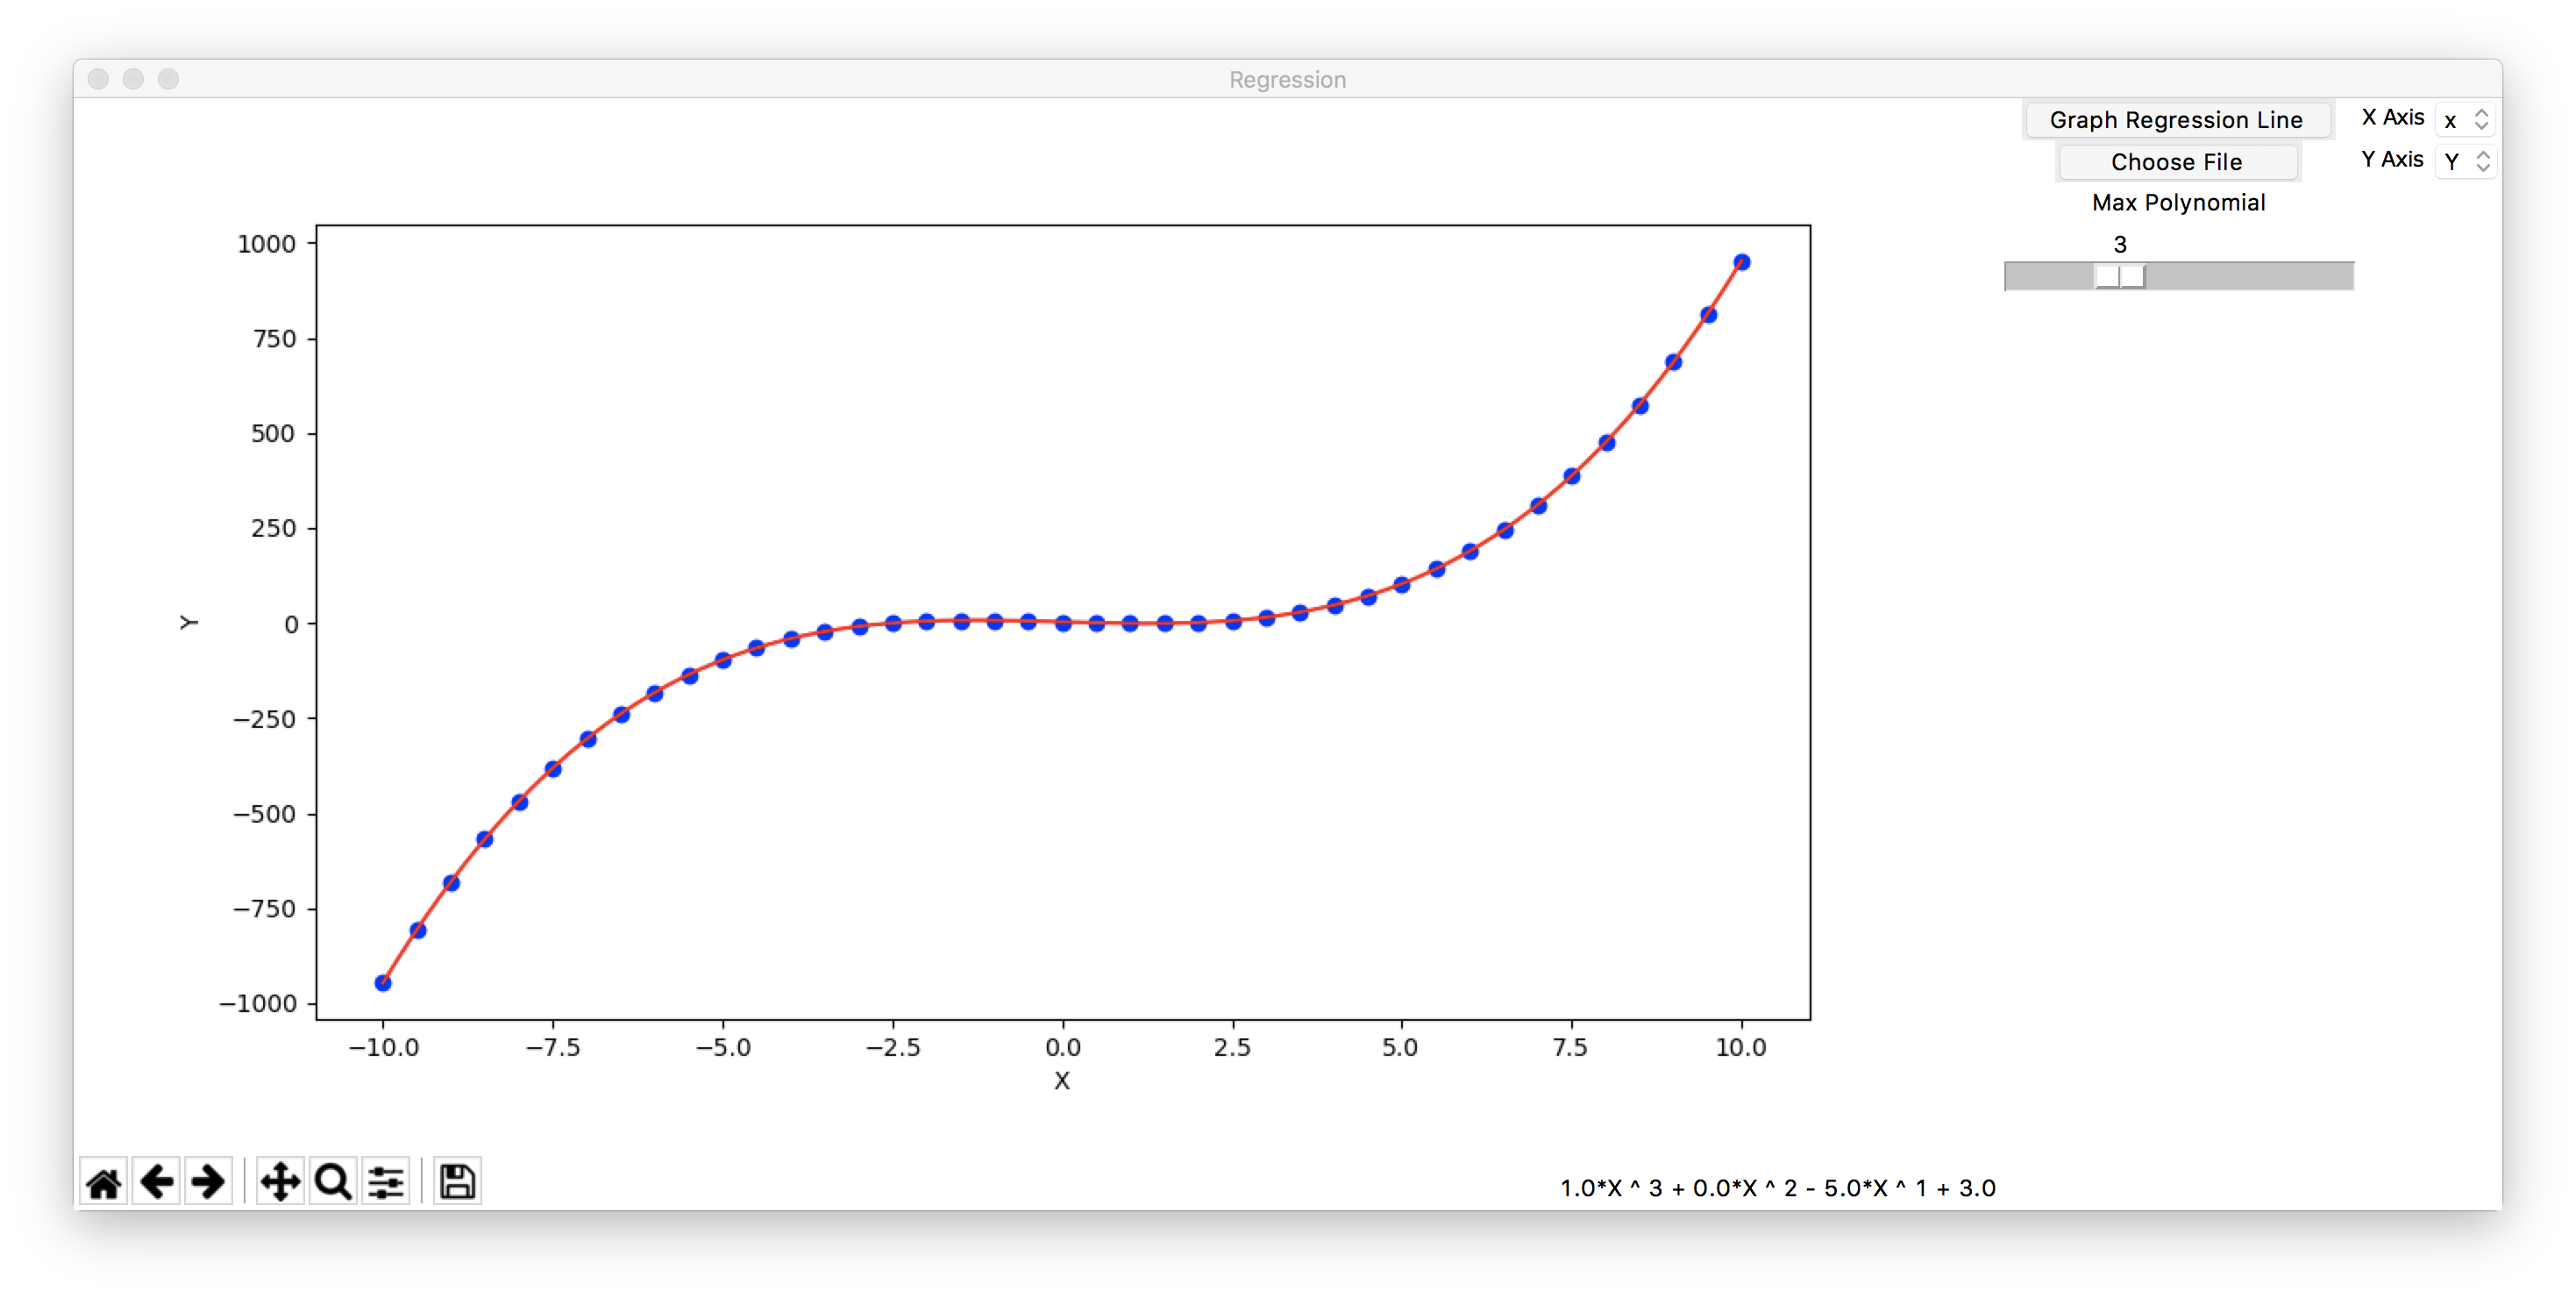 Regression
Graph Regression Line
X Axis
x
Choose File
Y Axis
Y
Max Polynomial
3
1000
750
500
250
0
−250
−500
−750
−1000
Y
−10.0
−7.5
−5.0
−2.5
0.0
2.5
5.0
7.5
10.0
X
1.0*X ^ 3 + 0.0*X ^ 2 - 5.0*X ^ 1 + 3.0